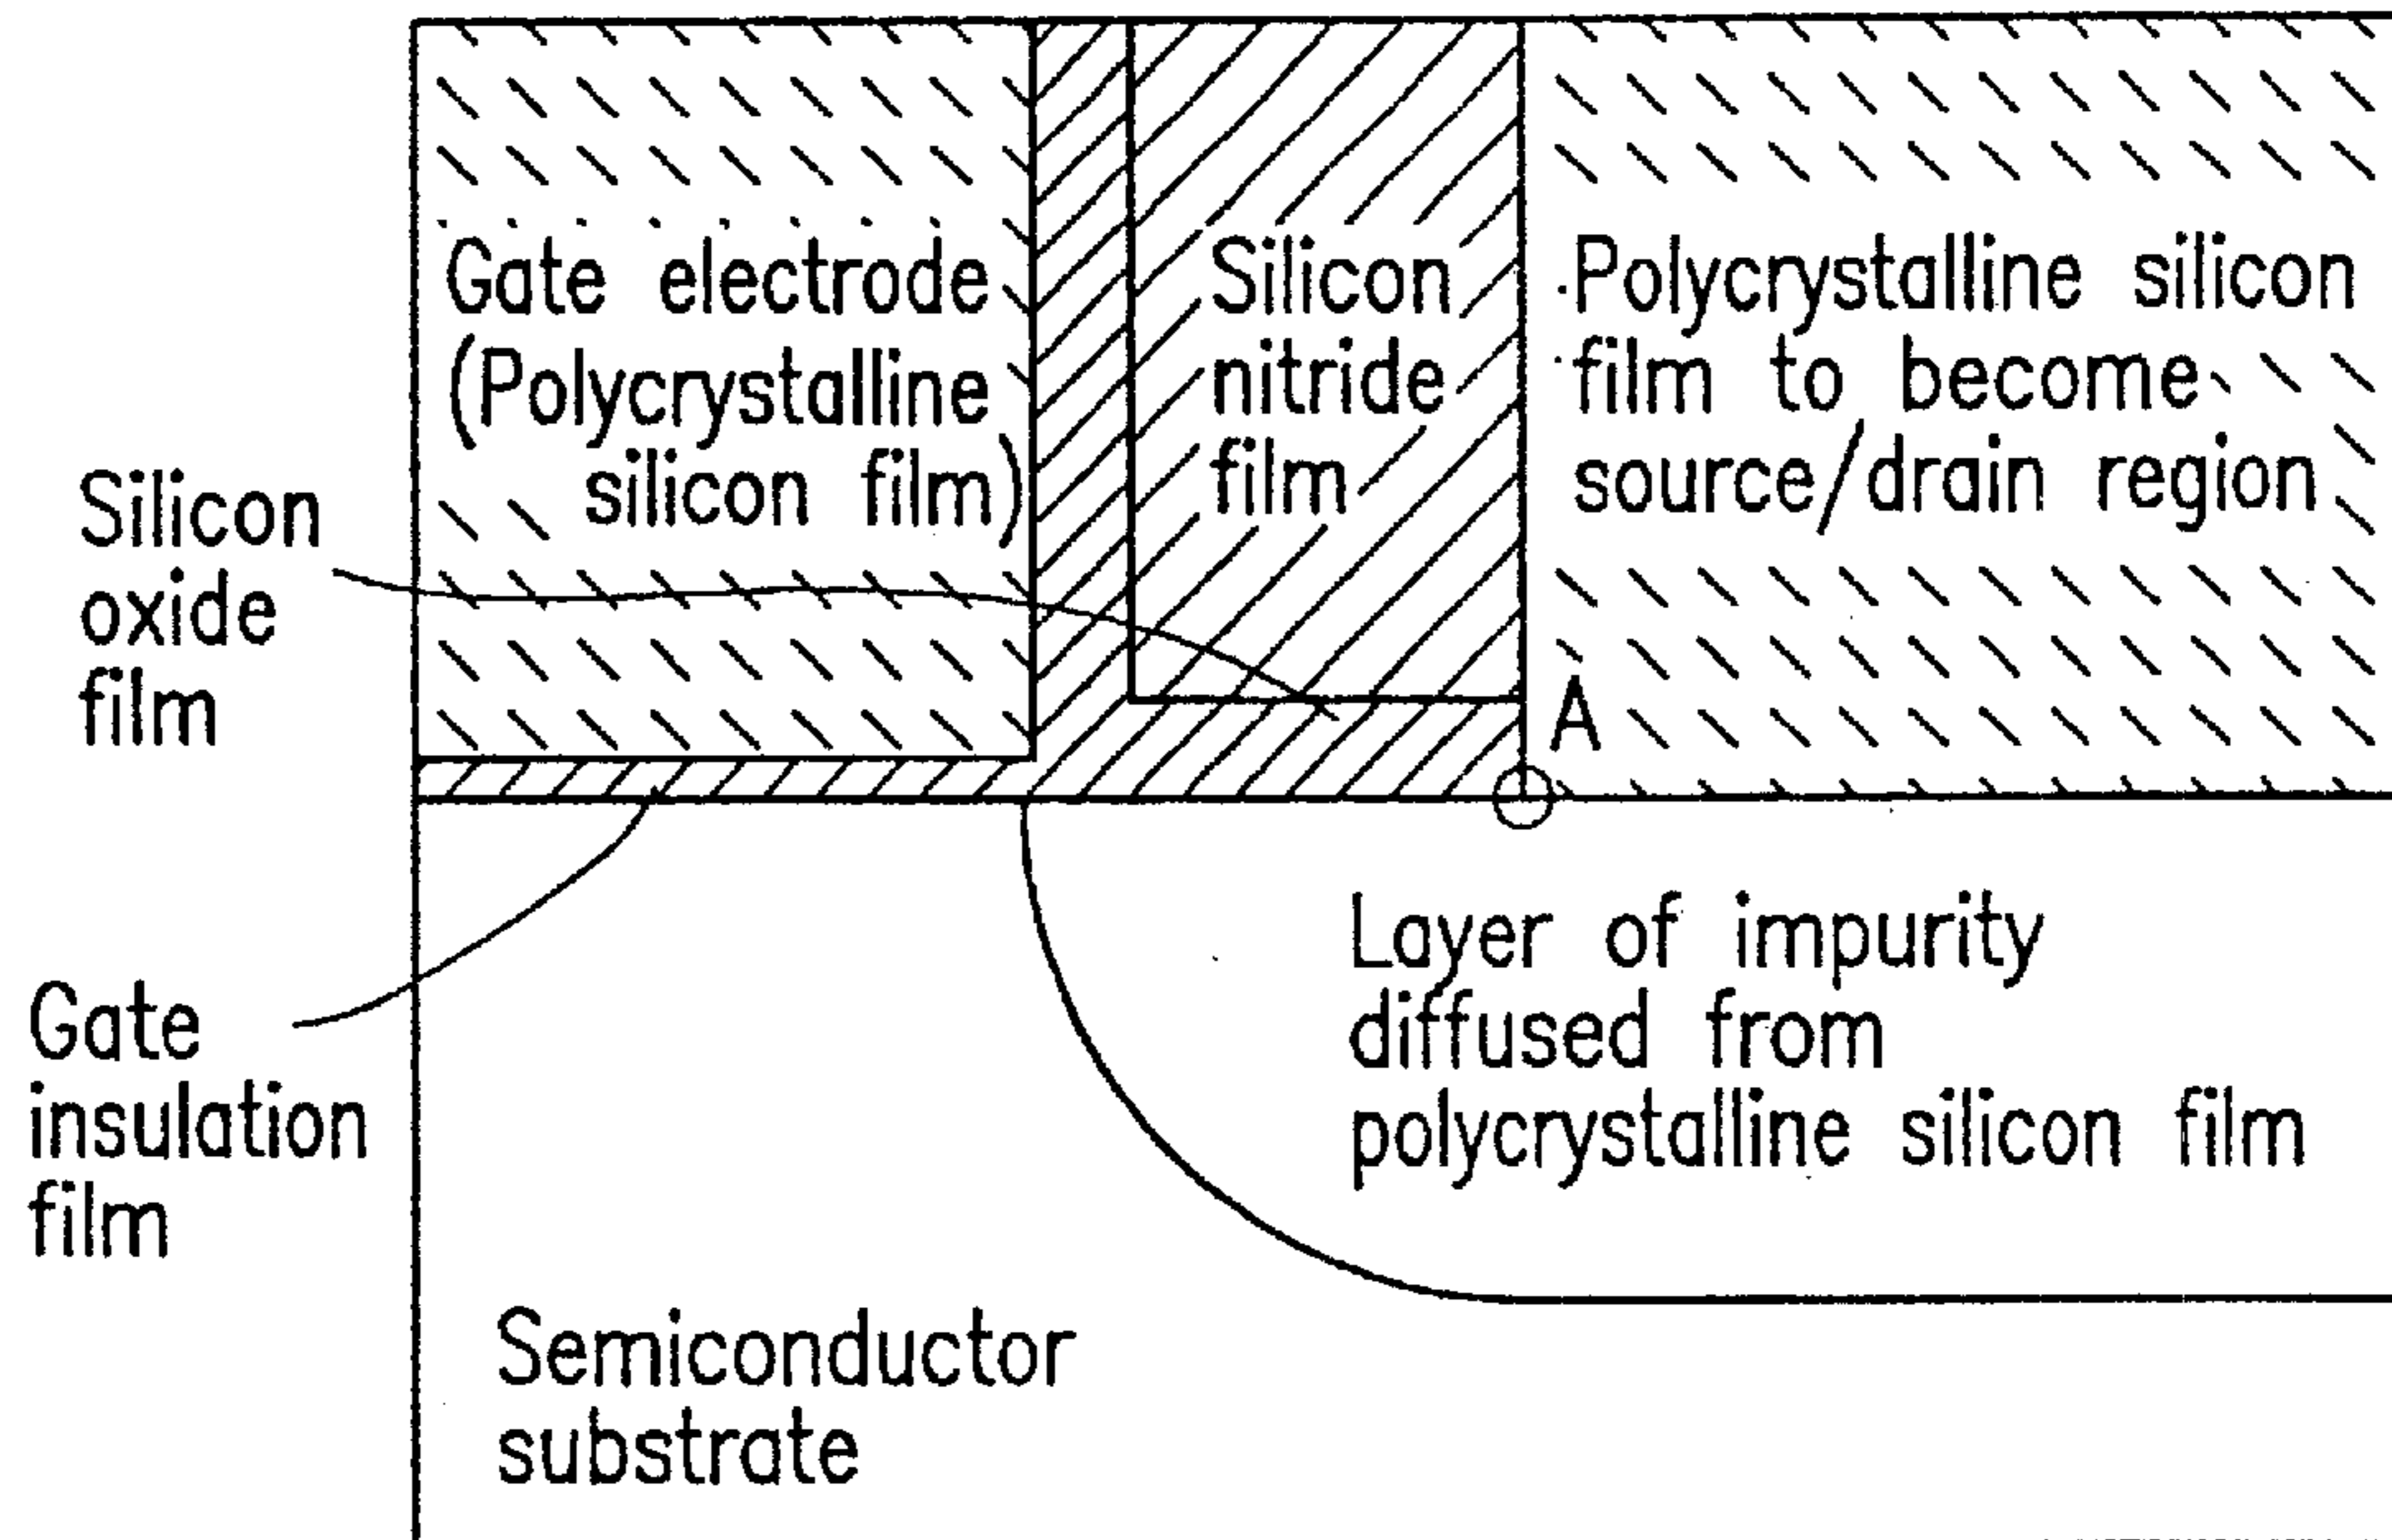 Gate electrode
(Polycrystalline
silicon film)
Silicon
nitride
film
Polycrystalline silicon
film to become
source/drain region
Silicon
oxide
film
A
Gate
insulation
film
Layer of impurity
diffused from
polycrystalline silicon film
Semiconductor
substrate